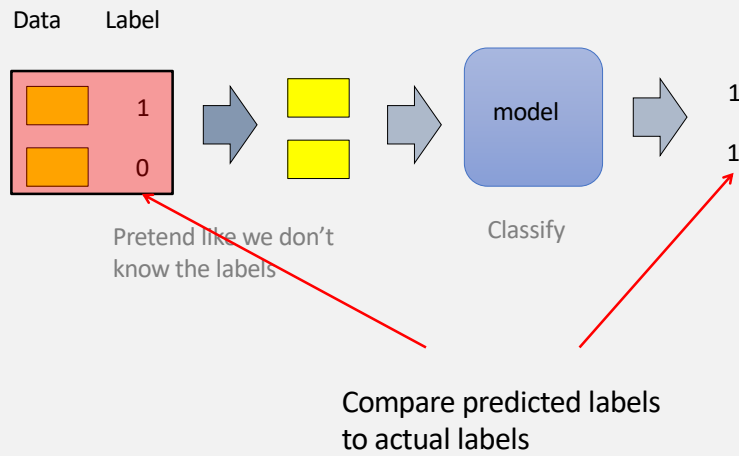 Data Label
1
0
model
1
1
Pretend like we don’t
know the labels
Classify
Compare predicted labels
to actual labels